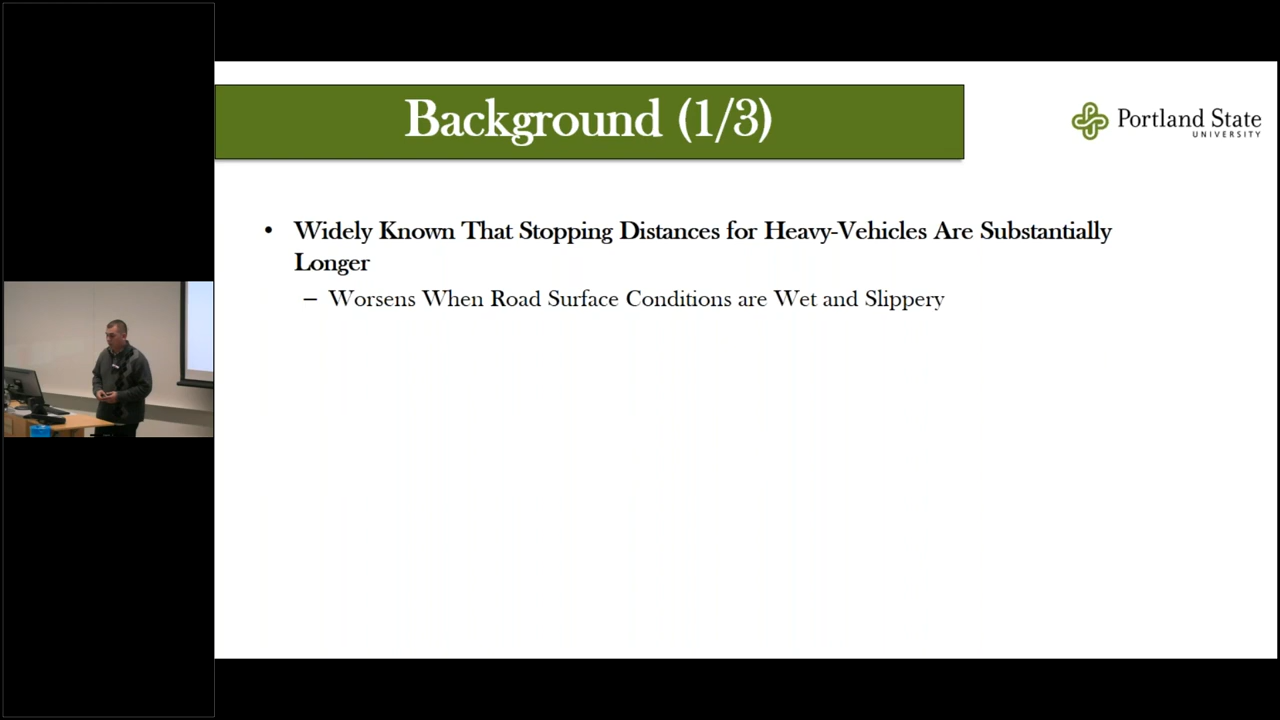 Background (1/3)
Portland State
UNIVERSITY
• Widely Known That Stopping Distances for Heavy-Vehicles Are Substantially
Longer
– Worsens When Road Surface Conditions are Wet and Slippery